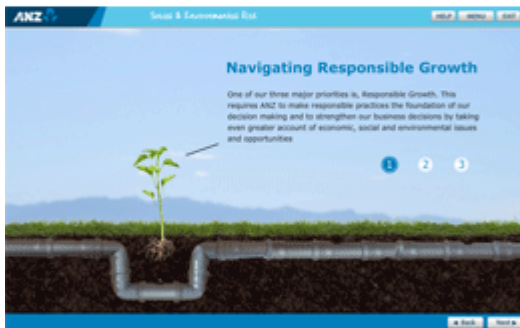 ANZ
Social & Environmental Risk
HELP MENU EXIT
Navigating Responsible Growth
One of our three major priorities is, Responsible Growth. This
requires ANZ to make responsible practices the foundation of our
decision making and to strengthen our business decisions by taking
even greater account of economic, social and environmental issues
and opportunities
1 2 3
Back Next